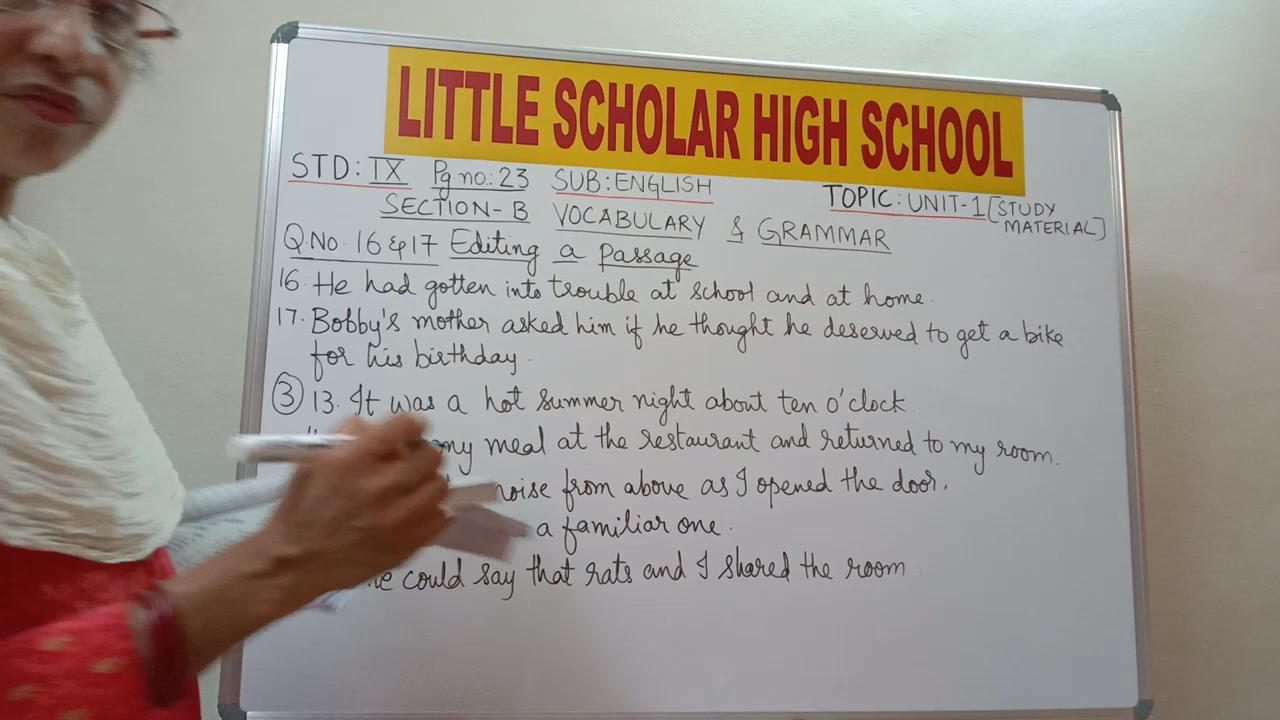 LITTLE SCHOLAR HIGH SCHOOL
STD: IX Pg no.: 23 SUB: ENGLISH TOPIC: UNIT-1 [STUDY MATERIAL]
SECTION-B VOCABULARY & GRAMMAR
Q.No. 16 & 17 Editing a passage
16. He had gotten into trouble at school and at home.
17. Bobby's mother asked him if he thought he deserved to get a bike
for his birthday.
③ 13. It was a hot summer night about ten o'clock
my meal at the restaurant and returned to my room.
noise from above as I opened the door.
a familiar one.
could say that rats and I shared the room